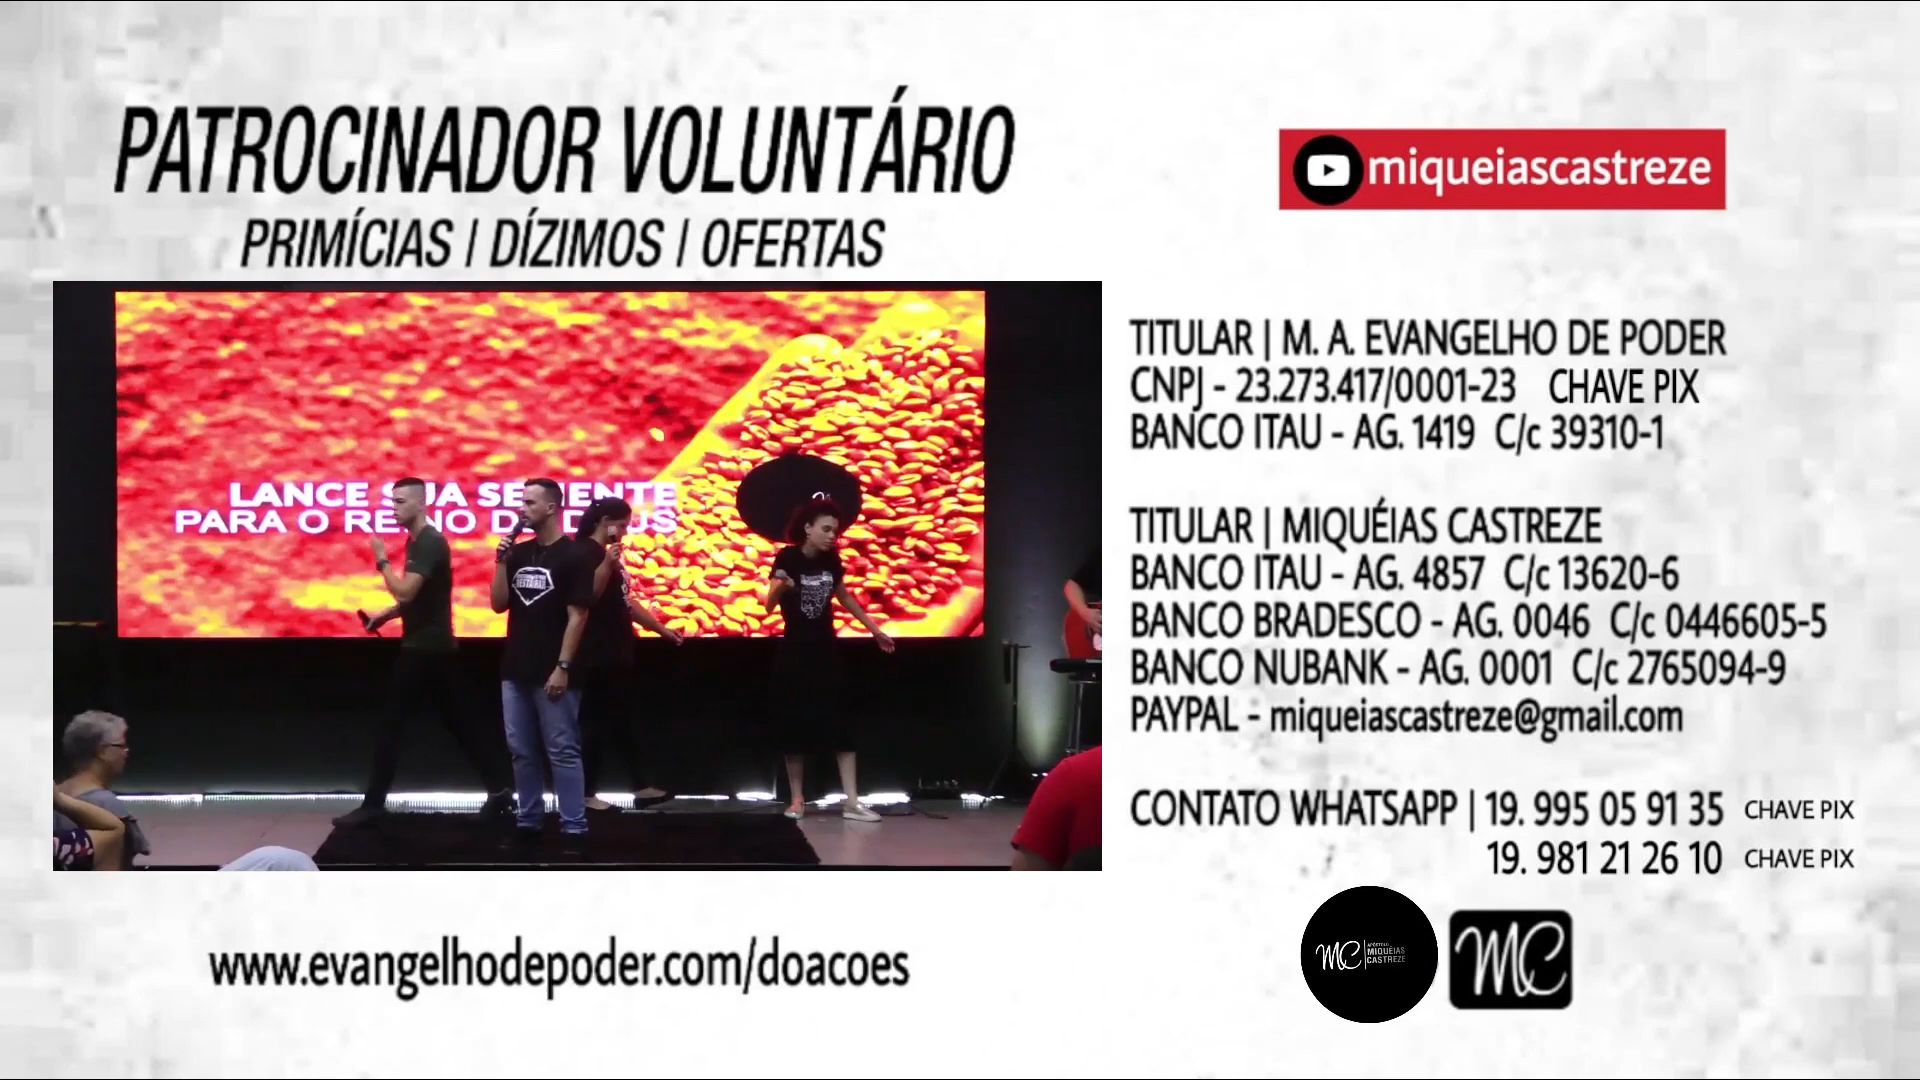 PATROCINADOR VOLUNTÁRIO
PRIMÍCIAS / DÍZIMOS / OFERTAS
miqueiascastreze
LANCE SUA SEMENTE
PARA O REINO DE DEUS
TITULAR | M. A. EVANGELHO DE PODER
CNPJ - 23.273.417/0001-23 CHAVE PIX
BANCO ITAU - AG. 1419 C/c 39310-1
TITULAR | MIQUÉIAS CASTREZE
BANCO ITAU - AG. 4857 C/c 13620-6
BANCO BRADESCO - AG. 0046 C/c 0446605-5
BANCO NUBANK - AG. 0001 C/c 2765094-9
PAYPAL - miqueiascastreze@gmail.com
CONTATO WHATSAPP | 19. 995 05 91 35 CHAVE PIX
19. 981 21 26 10 CHAVE PIX
www.evangelhodepoder.com/doacoes
MC APÓSTOLO
MIQUÉIAS
CASTREZE
MC